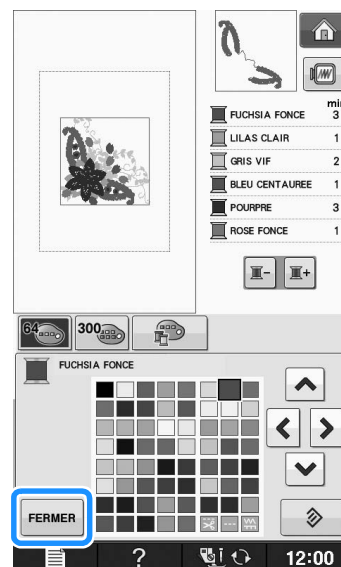 min
FUCHSIA FONCE 3
LILAS CLAIR 1
GRIS VIF 2
BLEU CENTAUREE 1
POURPRE 3
ROSE FONCE 1
64 300
FUCHSIA FONCE
FERMER
? 12:00